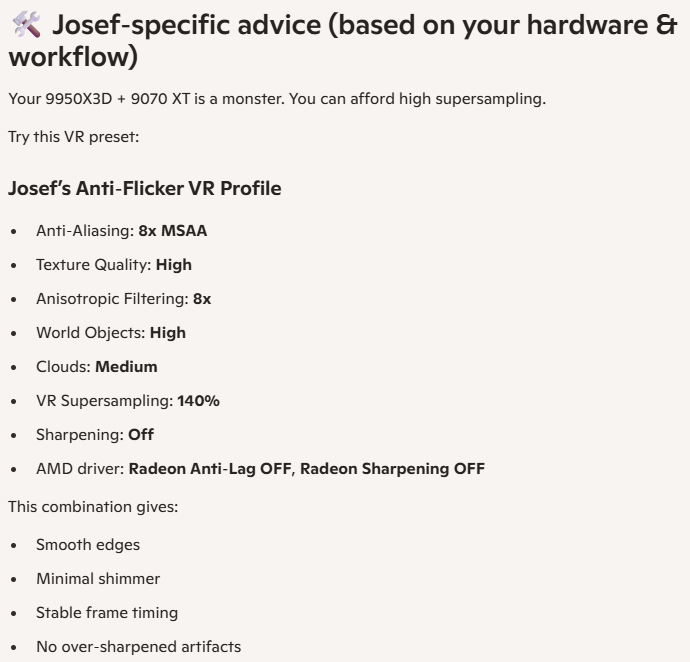 🛠️ Josef-specific advice (based on your hardware &
workflow)
Your 9950X3D + 9070 XT is a monster. You can afford high supersampling.
Try this VR preset:
Josef’s Anti-Flicker VR Profile
• Anti-Aliasing: 8x MSAA
• Texture Quality: High
• Anisotropic Filtering: 8x
• World Objects: High
• Clouds: Medium
• VR Supersampling: 140%
• Sharpening: Off
• AMD driver: Radeon Anti-Lag OFF, Radeon Sharpening OFF
This combination gives:
• Smooth edges
• Minimal shimmer
• Stable frame timing
• No over-sharpened artifacts